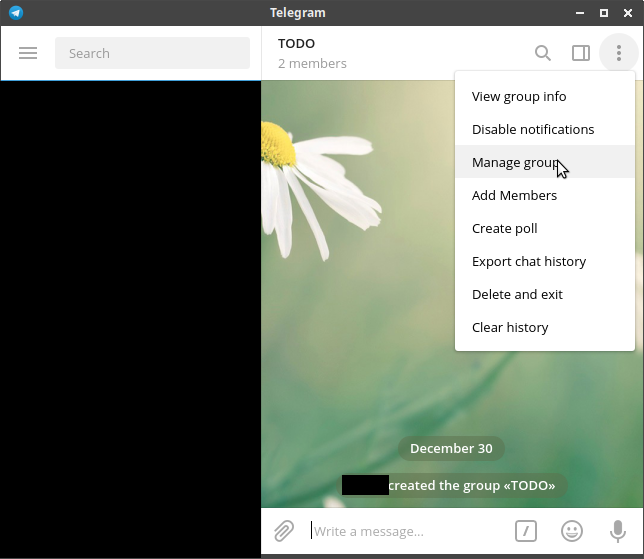 Telegram
Search
TODO
2 members
View group info
Disable notifications
Manage group
Add Members
Create poll
Export chat history
Delete and exit
Clear history
December 30
created the group «TODO»
Write a message...